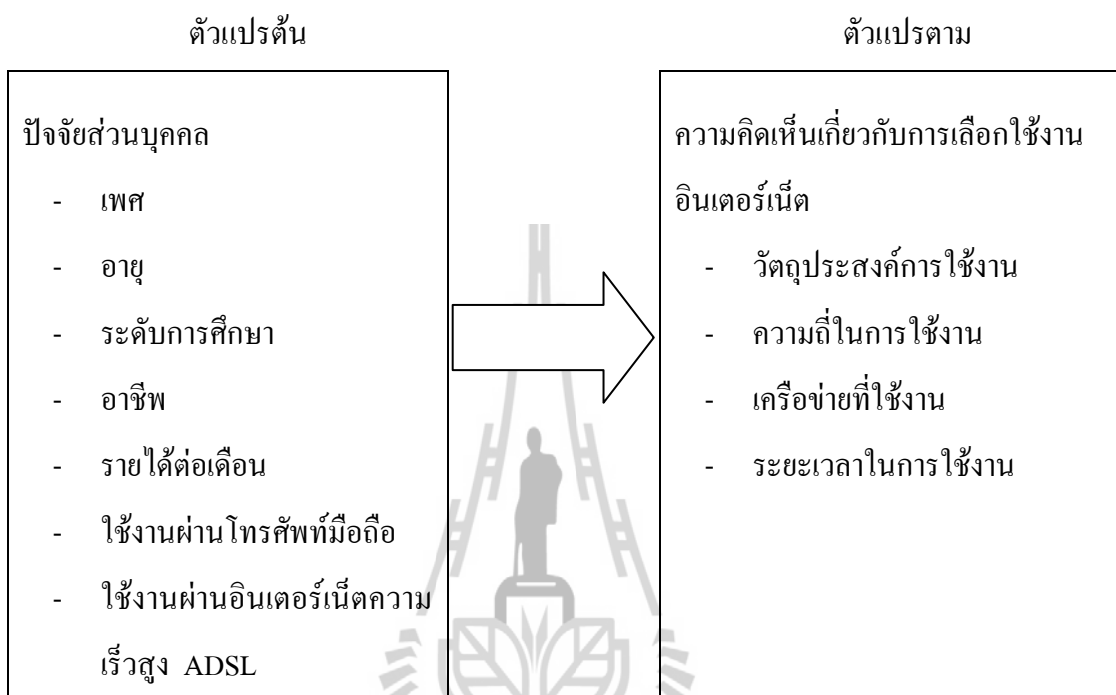 ตัวแปรต้น
ตัวแปรตาม
ปัจจัยส่วนบุคคล
- เพศ
- อายุ
- ระดับการศึกษา
- อาชีพ
- รายได้ต่อเดือน
- ใช้งานผ่านโทรศัพท์มือถือ
- ใช้งานผ่านอินเตอร์เน็ตความ
เร็วสูง ADSL
ความคิดเห็นเกี่ยวกับการเลือกใช้งาน
อินเตอร์เน็ต
- วัตถุประสงค์การใช้งาน
- ความถี่ในการใช้งาน
- เครือข่ายที่ใช้งาน
- ระยะเวลาในการใช้งาน